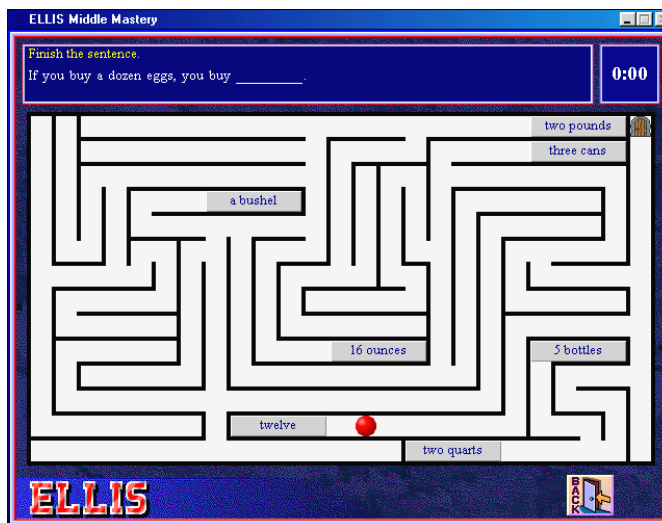 ELLIS Middle Mastery
Finish the sentence.
If you buy a dozen eggs, you buy __________.
0:00
two pounds
three cans
a bushel
16 ounces
5 bottles
twelve
two quarts
ELLIS
BACK